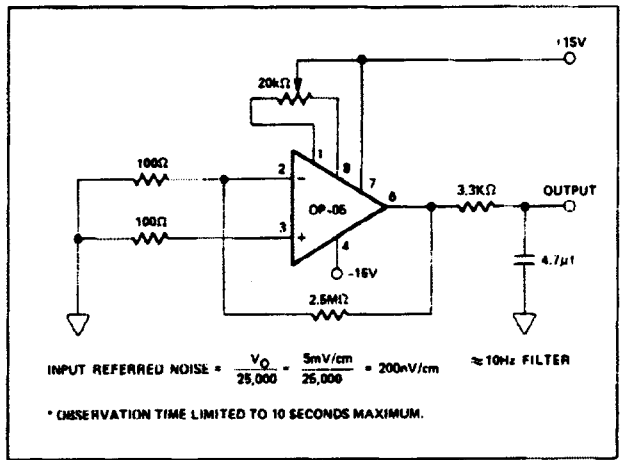 +15V
20kΩ
1
8
100Ω
2
−
7
OP-05
6
3.3KΩ
OUTPUT
100Ω
3
+
4
-15V
4.7µf
2.5MΩ
INPUT REFERRED NOISE = VO/25,000 = 5mV/cm/25,000 = 200nV/cm
≈10Hz FILTER
* OBSERVATION TIME LIMITED TO 10 SECONDS MAXIMUM.